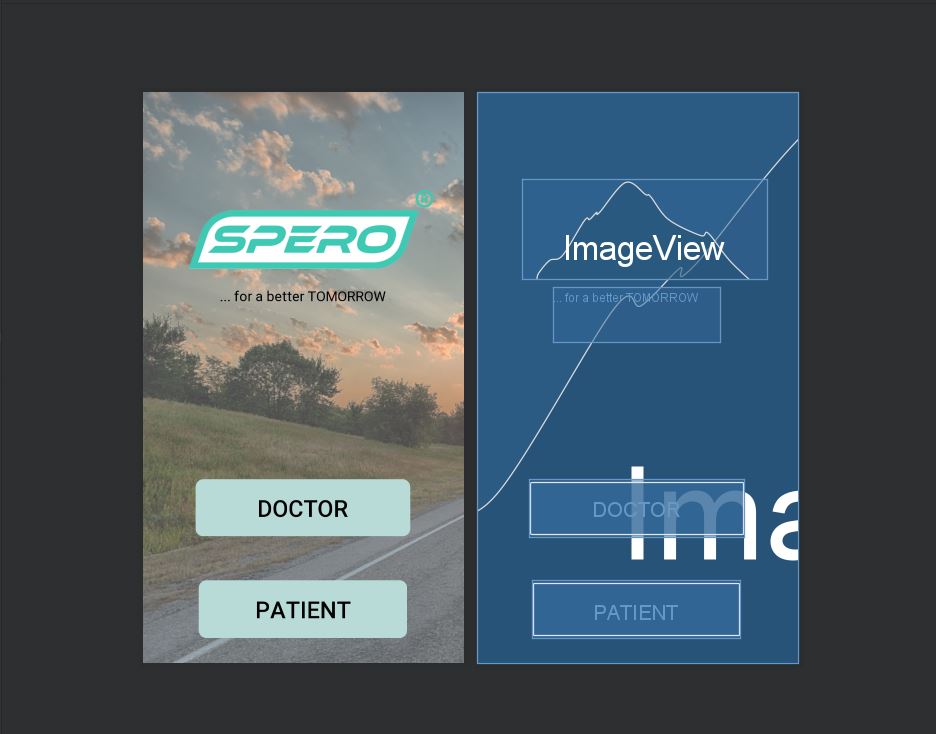 ®
SPERO
... for a better TOMORROW
DOCTOR
PATIENT
ImageView
... for a better TOMORROW
Ima
DOCTOR
PATIENT